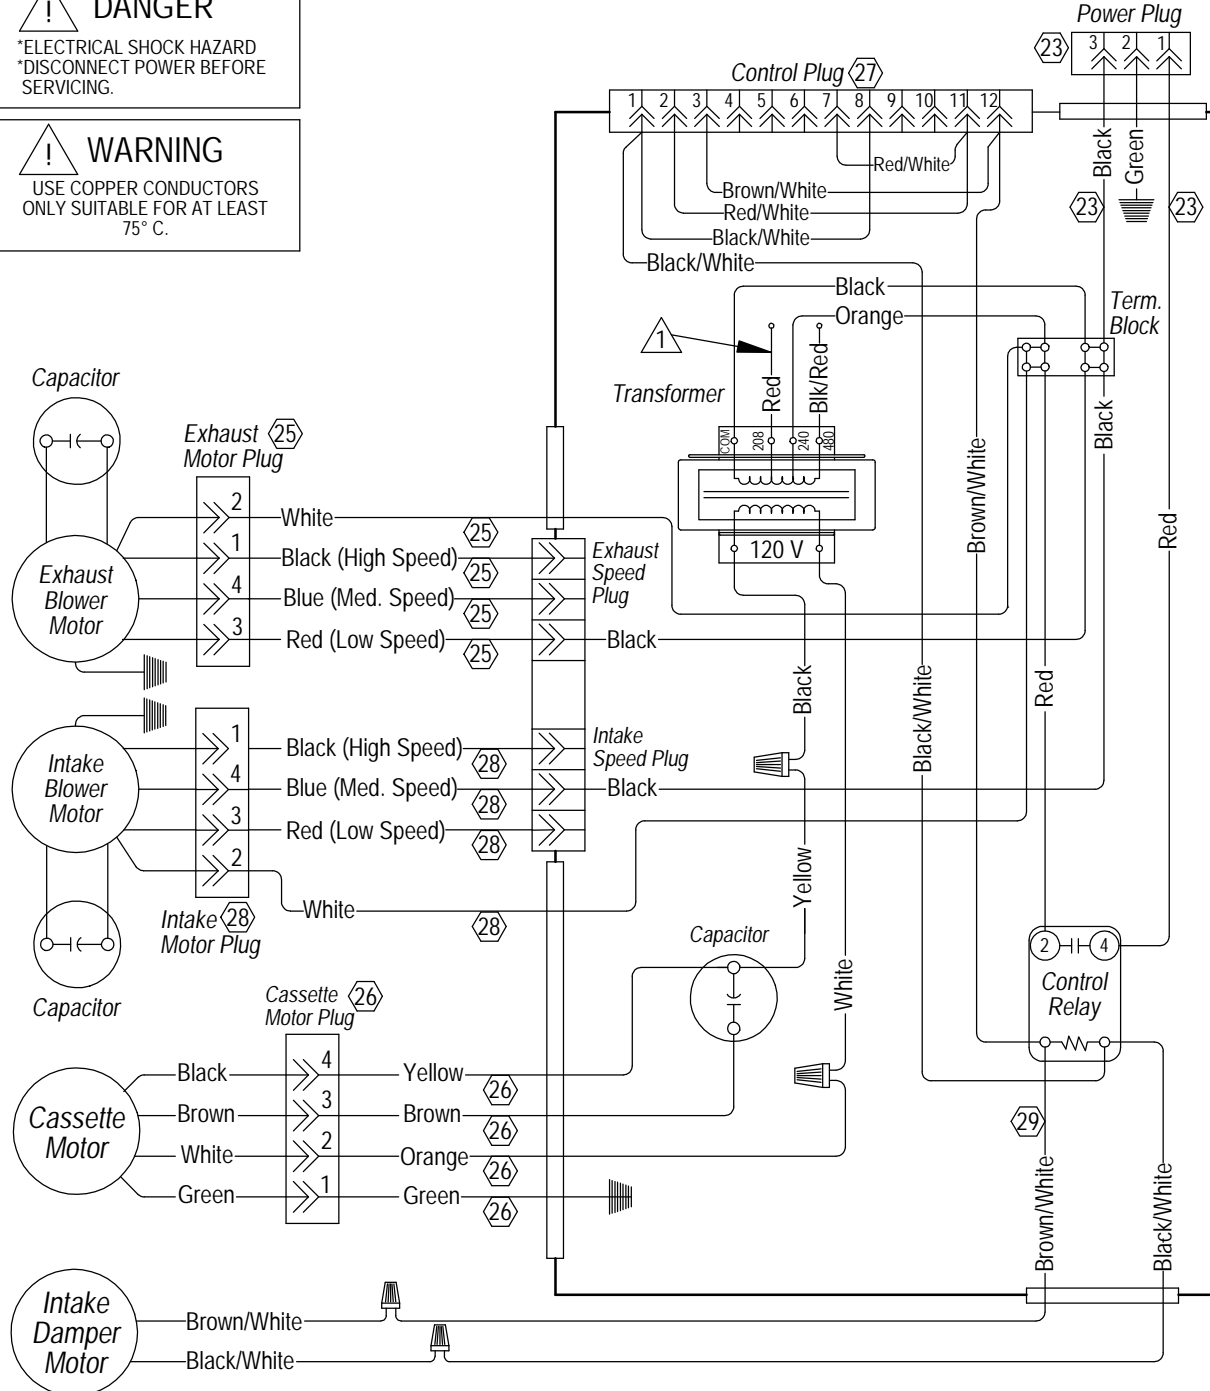 ! DANGER
*ELECTRICAL SHOCK HAZARD
*DISCONNECT POWER BEFORE
SERVICING.
! WARNING
USE COPPER CONDUCTORS
ONLY SUITABLE FOR AT LEAST
75° C.
Power Plug
23
3 2 1
Control Plug 27
1 2 3 4 5 6 7 8 9 10 11 12
Black
Green
23
23
Red/White
Brown/White
Red/White
Black/White
Black/White
Black
Orange
Term.
Block
1
Transformer
Red
Blk/Red
COM
208
240
480
120 V
Black
Brown/White
Red
Capacitor
Exhaust 25
Motor Plug
Exhaust
Blower
Motor
2
White
25
1
Black (High Speed)
25
4
Blue (Med. Speed)
25
3
Red (Low Speed)
25
Exhaust
Speed
Plug
Black
Black
Black/White
Red
Intake
Blower
Motor
1
Black (High Speed)
28
4
Blue (Med. Speed)
28
3
Red (Low Speed)
28
2
White
28
Intake
Speed Plug
Black
Yellow
White
Intake 28
Motor Plug
Capacitor
Capacitor
2 4
Control
Relay
Cassette 26
Motor Plug
Cassette
Motor
Black
4
Yellow
26
Brown
3
Brown
26
White
2
Orange
26
Green
1
Green
26
29
Brown/White
Black/White
Intake
Damper
Motor
Brown/White
Black/White